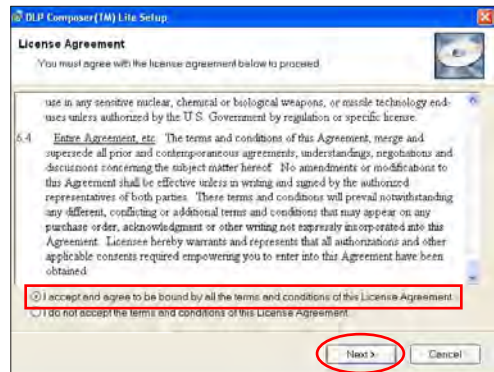 DLP Composer(TM) Lite Setup
License Agreement
You must agree with the license agreement below to proceed.
use in any sensitive nuclear, chemical or biological weapons, or missile technology end-
uses unless authorized by the U.S. Government by regulation or specific license.
6.4 Entire Agreement, etc. The terms and conditions of this Agreement, merge and
supersede all prior and contemporaneous agreements, understandings, negotiations and
discussions concerning the subject matter hereof. No amendments or modifications to
this Agreement shall be effective unless in writing and signed by the authorized
representatives of both parties. These terms and conditions will prevail notwithstanding
any different, conflicting or additional terms and conditions that may appear on any
purchase order, acknowledgment or other writing not expressly incorporated into this
Agreement. Licensee hereby warrants and represents that all authorizations and other
applicable consents required empowering you to enter into this Agreement have been
obtained.
I accept and agree to be bound by all the terms and conditions of this License Agreement.
I do not accept the terms and conditions of this License Agreement.
Next > Cancel